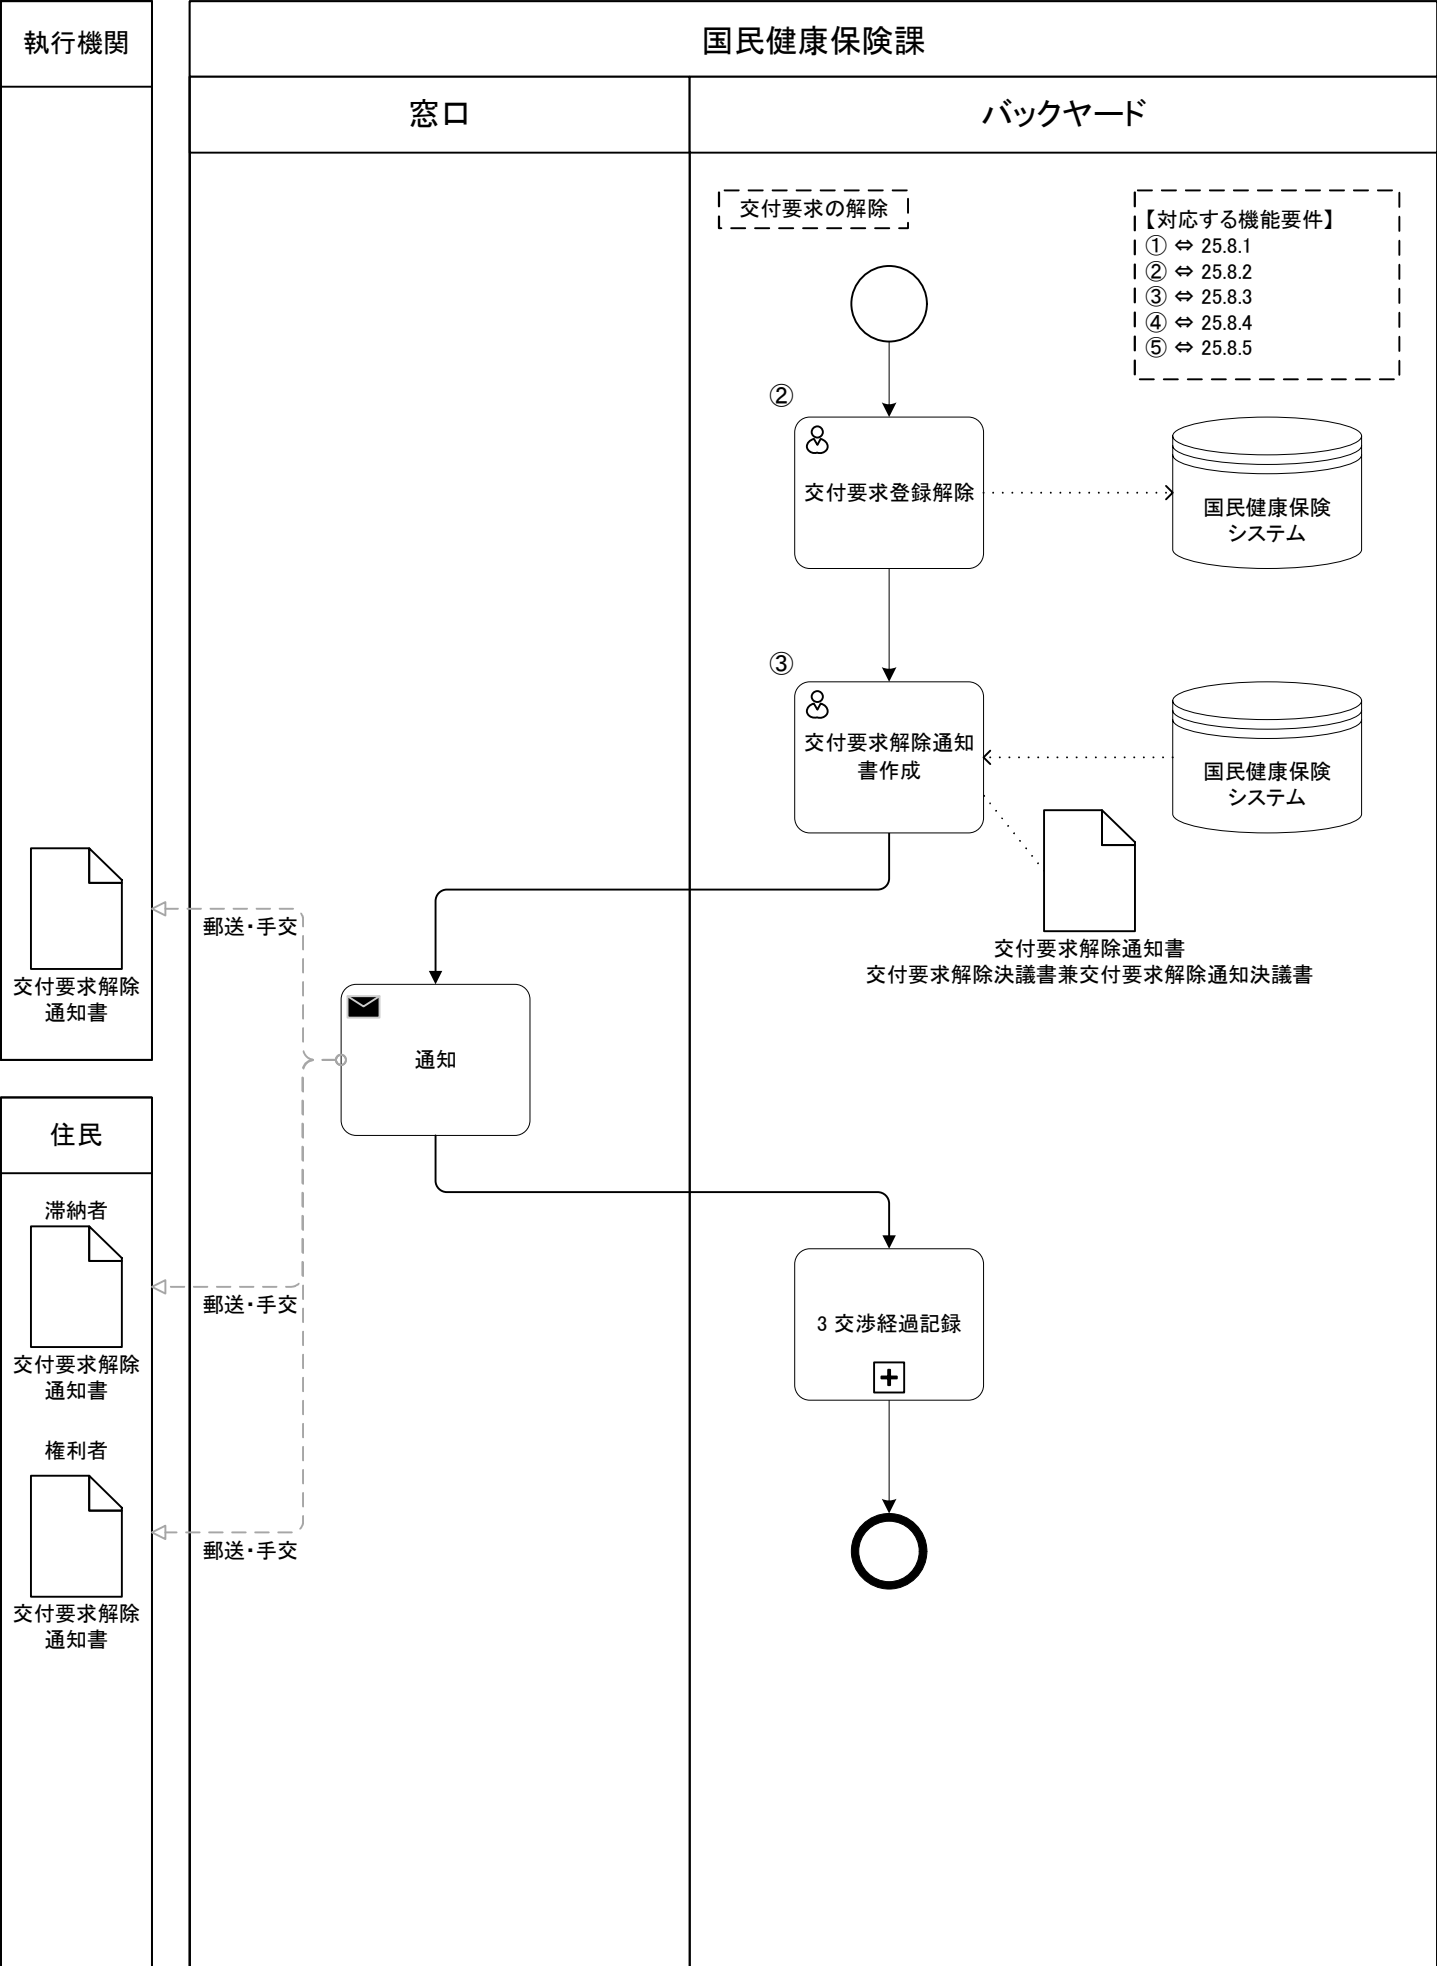 執行機関
国民健康保険課
窓口
バックヤード
交付要求の解除
【対応する機能要件】
① ⇔ 25.8.1
② ⇔ 25.8.2
③ ⇔ 25.8.3
④ ⇔ 25.8.4
⑤ ⇔ 25.8.5
②
交付要求登録解除
国民健康保険
システム
③
交付要求解除通知
書作成
国民健康保険
システム
交付要求解除通知書
交付要求解除決議書兼交付要求解除通知決議書
郵送・手交
交付要求解除
通知書
通知
住民
滞納者
郵送・手交
交付要求解除
通知書
3 交渉経過記録
権利者
郵送・手交
交付要求解除
通知書